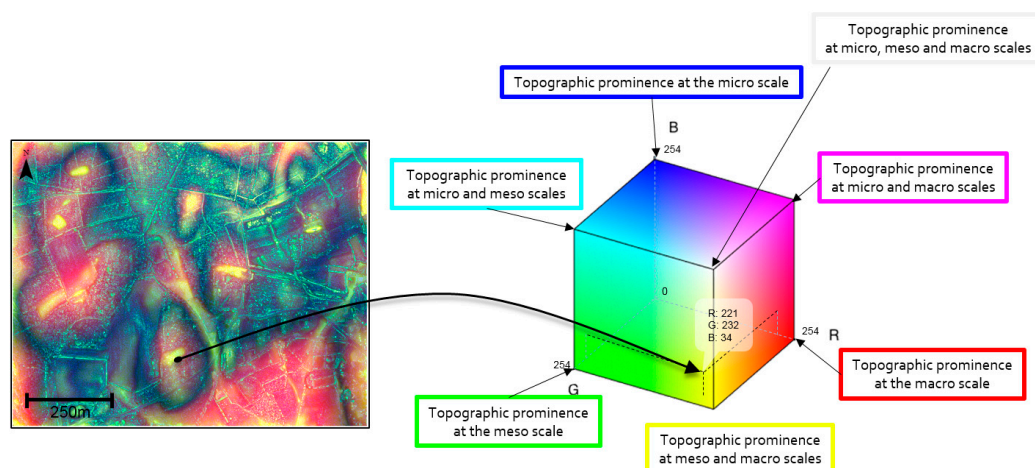 Topographic prominence
at micro, meso and macro scales
Topographic prominence at the micro scale
B
254
N
Topographic prominence
at micro and meso scales
Topographic prominence
at micro and macro scales
0
R: 221
G: 232
B: 34
254
R
254
G
250m
Topographic prominence
at the macro scale
Topographic prominence
at the meso scale
Topographic prominence
at meso and macro scales